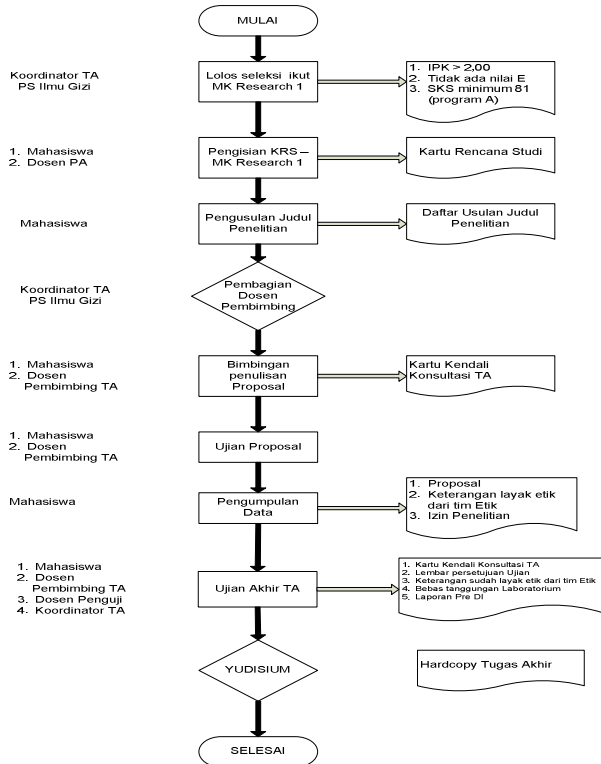 MULAI
Koordinator TA
PS Ilmu Gizi
Lolos seleksi ikut
MK Research 1
1. IPK > 2,00
2. Tidak ada nilai E
3. SKS minimum 81
(program A)
1. Mahasiswa
2. Dosen PA
Pengisian KRS –
MK Research 1
Kartu Rencana Studi
Mahasiswa
Pengusulan Judul
Penelitian
Daftar Usulan Judul
Penelitian
Koordinator TA
PS Ilmu Gizi
Pembagian
Dosen
Pembimbing
1. Mahasiswa
2. Dosen
Pembimbing TA
Bimbingan
penulisan
Proposal
Kartu Kendali
Konsultasi TA
1. Mahasiswa
2. Dosen
Pembimbing TA
Ujian Proposal
Mahasiswa
Pengumpulan
Data
1. Proposal
2. Keterangan layak etik
dari tim Etik
3. Izin Penelitian
1. Mahasiswa
2. Dosen
Pembimbing TA
3. Dosen Penguji
4. Koordinator TA
Ujian Akhir TA
1. Kartu Kendali Konsultasi TA
2. Lembar persetujuan Ujian
3. Keterangan sudah layak etik dari tim Etik
4. Bebas tanggungan Laboratorium
5. Laporan Pre DI
YUDISIUM
Hardcopy Tugas Akhir
SELESAI